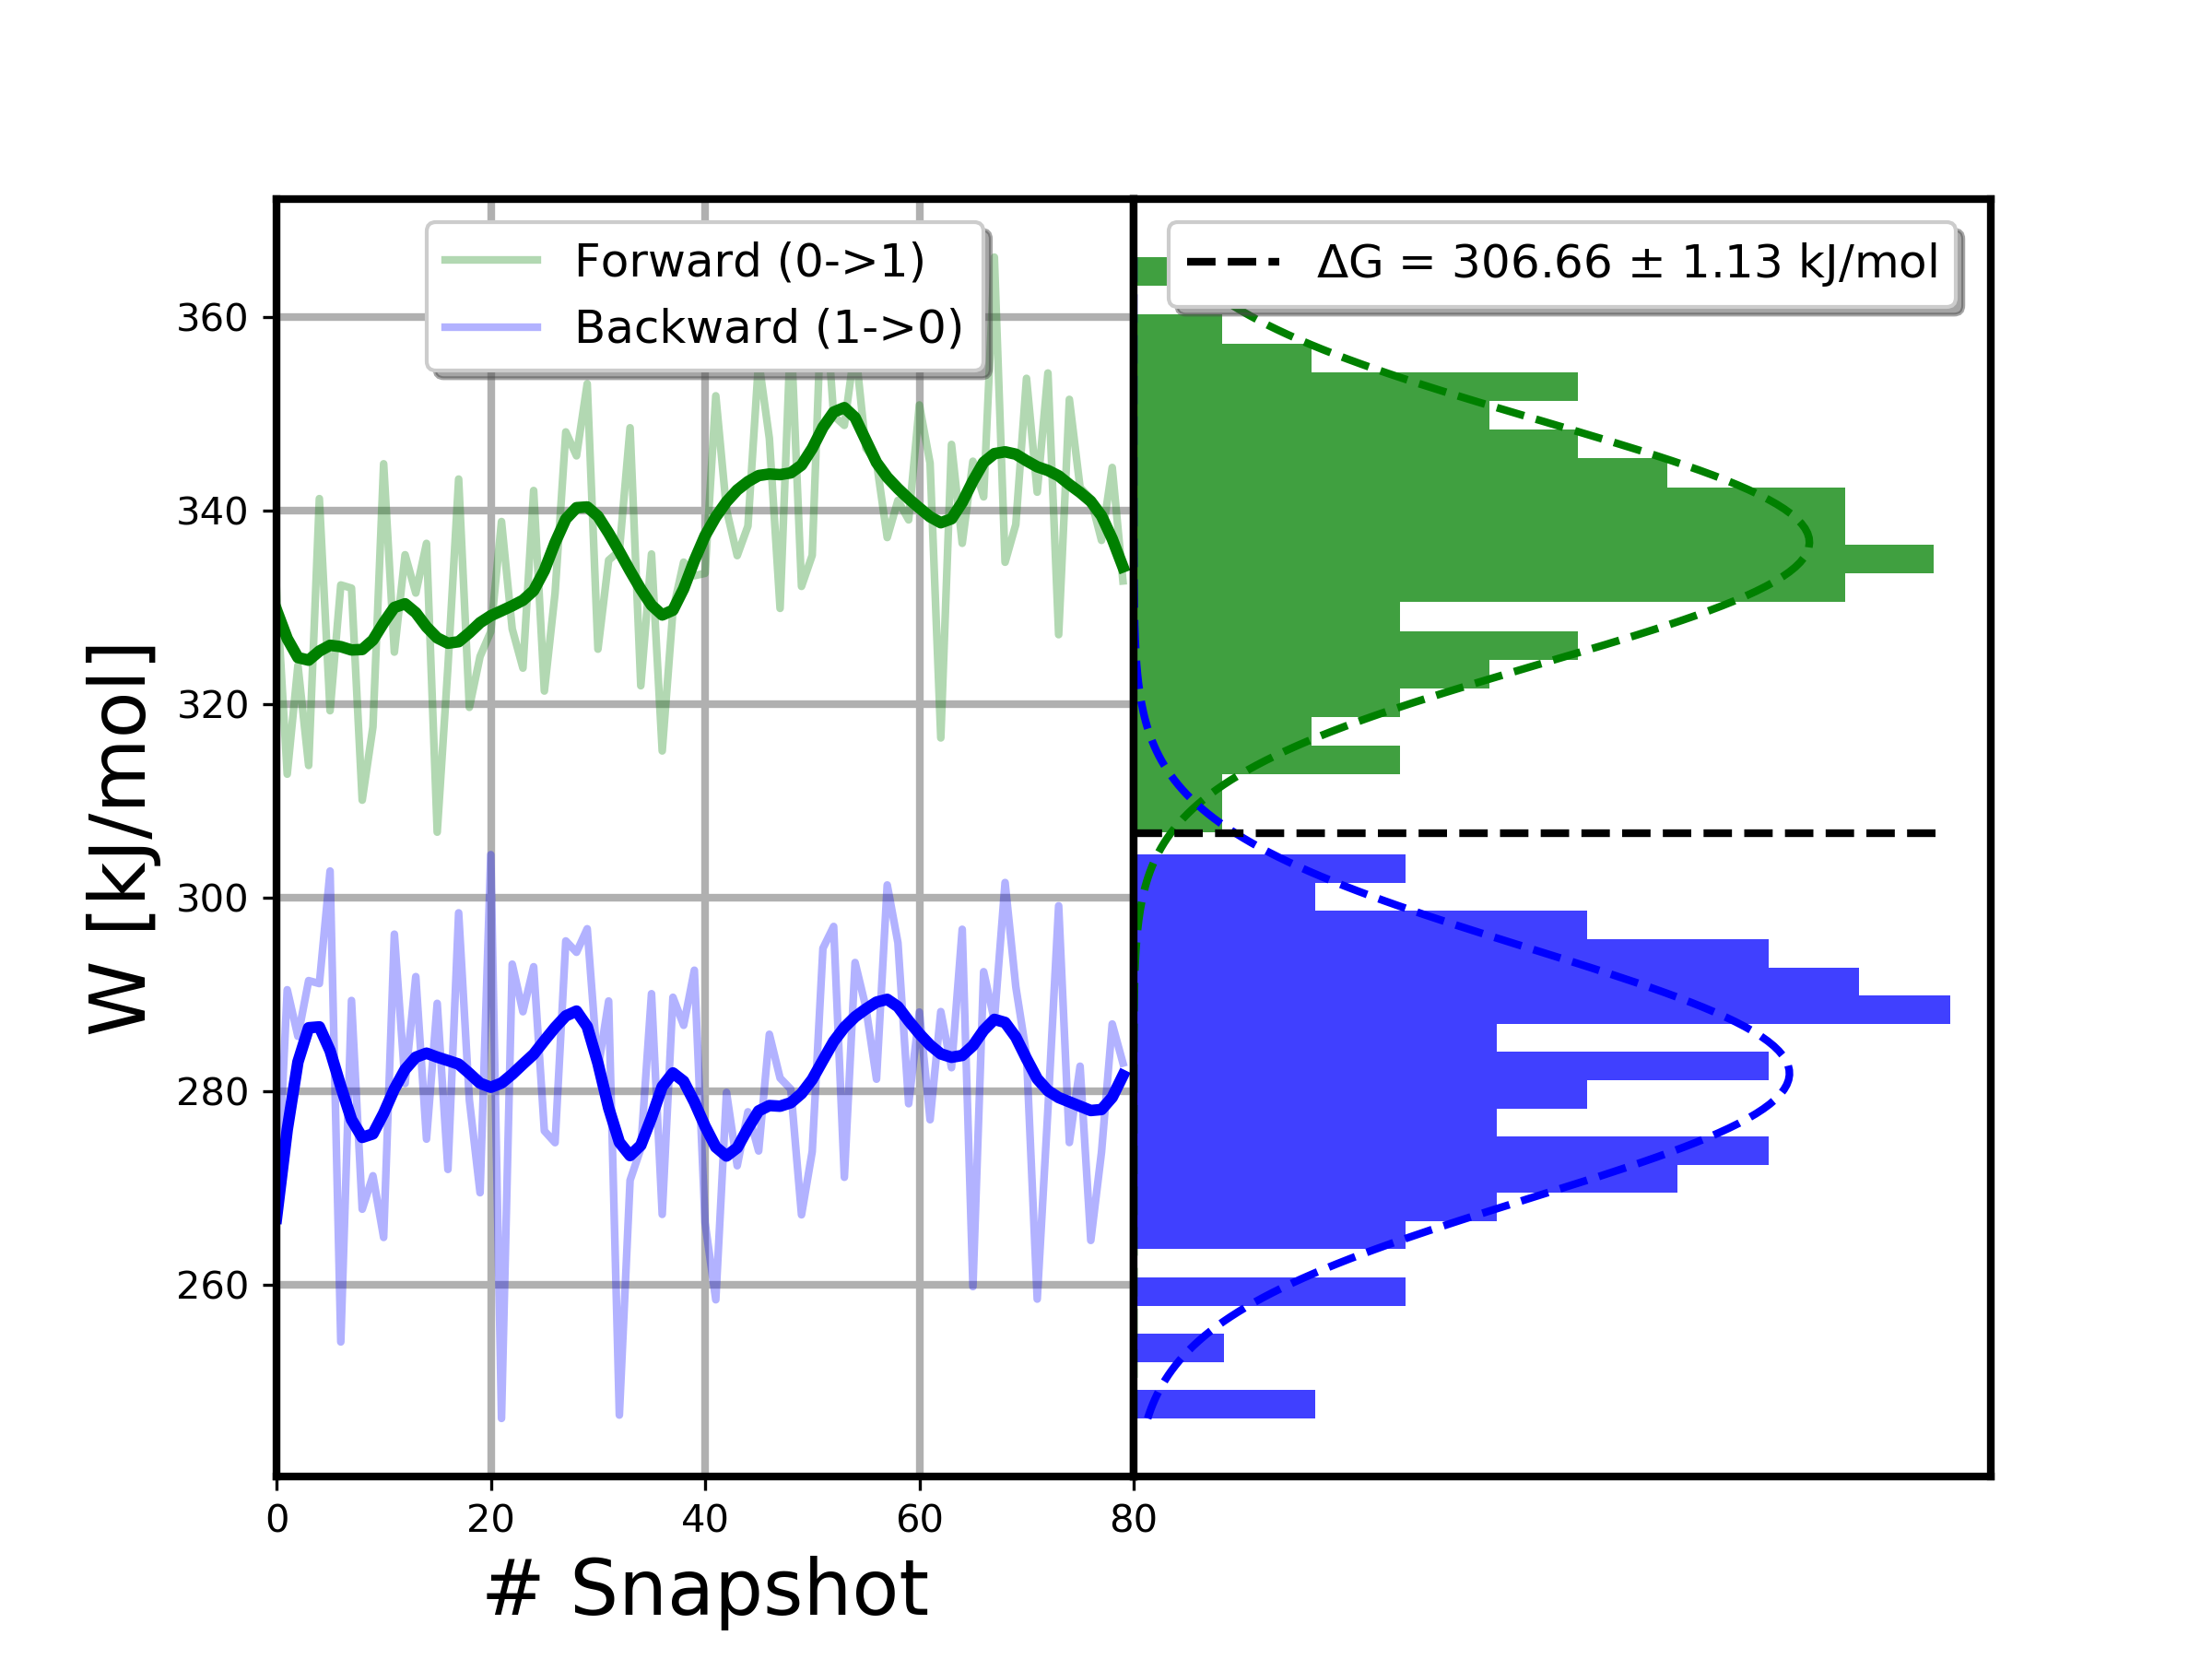 Forward (0->1)
Backward (1->0)
ΔG = 306.66 ± 1.13 kJ/mol
W [kJ/mol]
360
340
320
300
280
260
0 20 40 60 80
# Snapshot